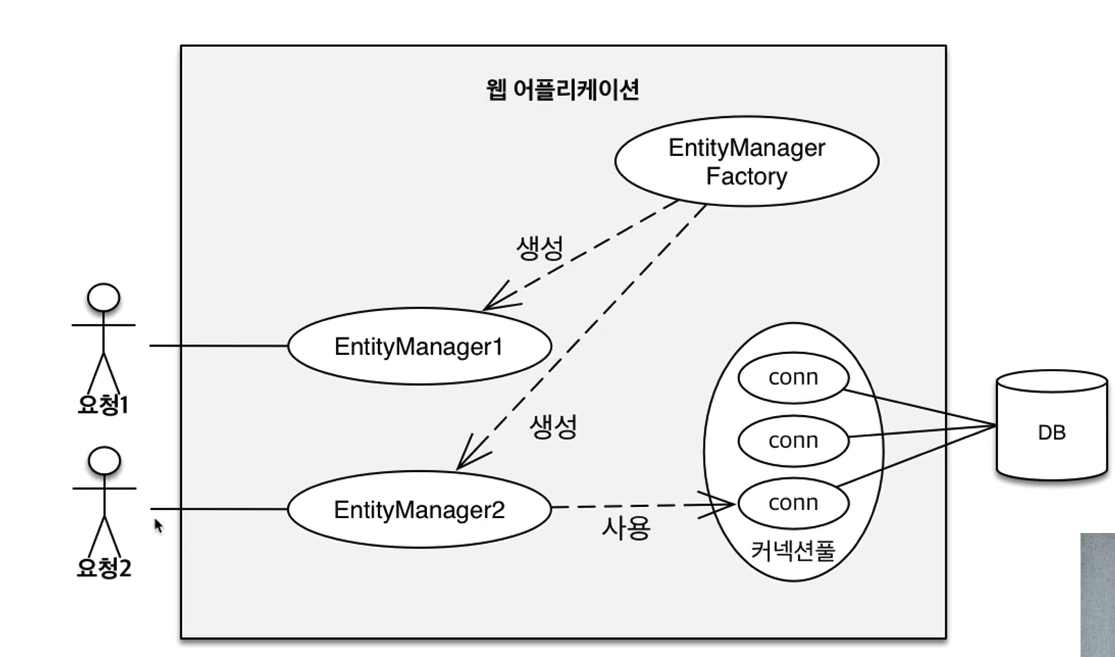 웹 어플리케이션
EntityManager
Factory
생성
요청1
EntityManager1
conn
conn
DB
생성
요청2
EntityManager2
사용
conn
커넥션풀